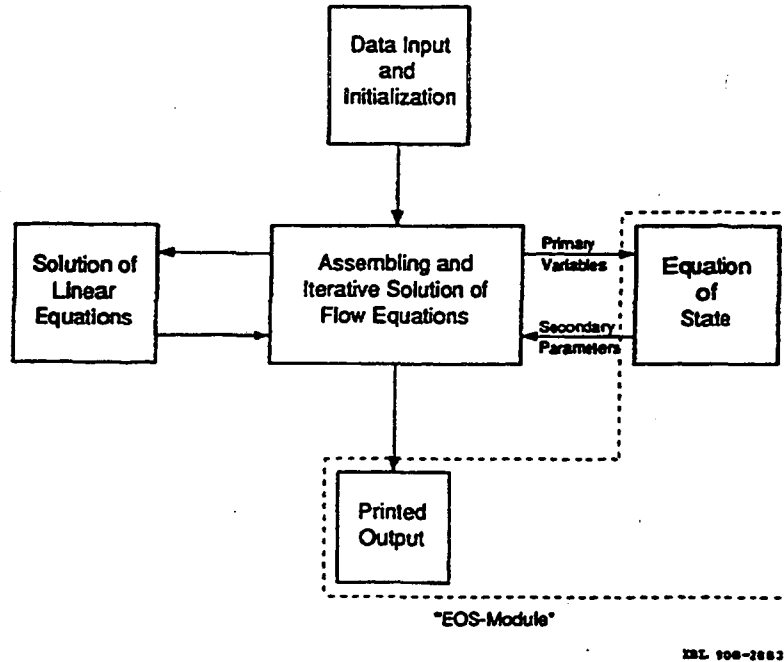 Data Input
and
Initialization
Solution of
Linear
Equations
Assembling and
Iterative Solution of
Flow Equations
Primary
Variables
Secondary
Parameters
Equation
of
State
Printed
Output
"EOS-Module"